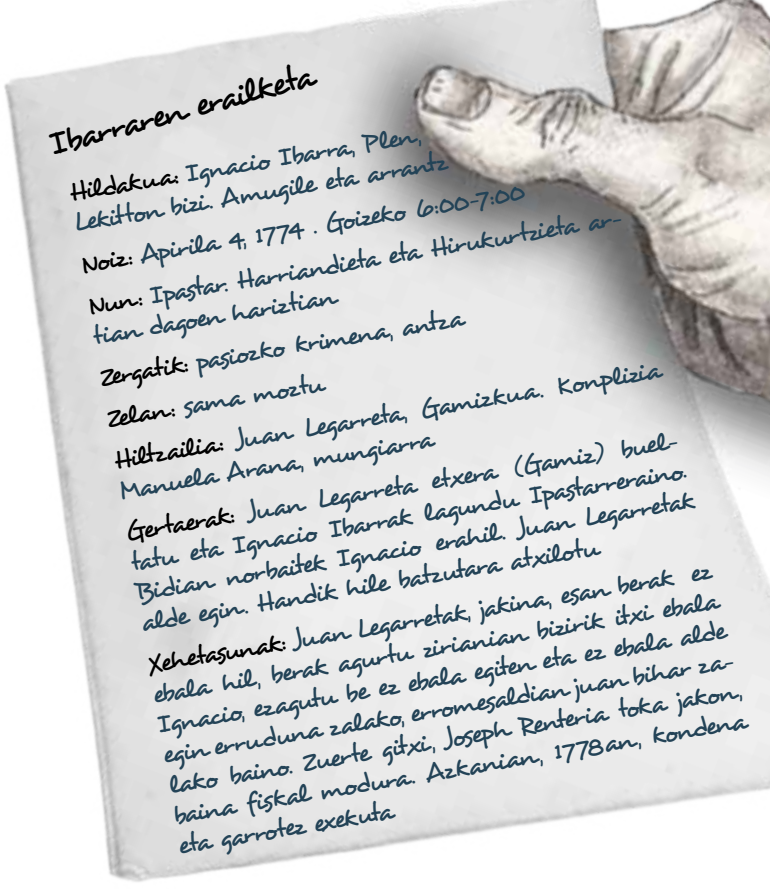 Ibarraren erailketa
Hildakua: Ignacio Ibarra, Plen,
Lekitton bizi. Amugile eta arrantz
Noiz: Apirila 4, 1774 . Goizeko 6:00-7:00
Nun: Ipastar. Harriandieta eta Hirukurtzieta ar-
tian dagoen hariztian
Zergatik: pasiozko krimena, antza
Zelan: sama moztu
Hiltzailia: Juan Legarreta, Gamizkua. Konplizia
Manuela Arana, mungiarra
Gertaerak: Juan Legarreta etxera (Gamiz) buel-
tatu eta Ignacio Ibarrak lagundu Ipastarreraino.
Bidian norbaitek Ignacio erahil. Juan Legarretak
alde egin. Handik hile batzutara atxilotu
Xehetasunak: Juan Legarretak, jakina, esan berak ez
ebala hil, berak agurtu zirianian bizirik itxi ebala
Ignacio, ezagutu be ez ebala egiten eta ez ebala alde
egin erruduna zalako, erromesaldian juan bihar za-
lako baino. Zuerte gitxi, Joseph Renteria toka jakon,
baina fiskal modura. Azkanian, 1778an, kondena
eta garrotez exekuta